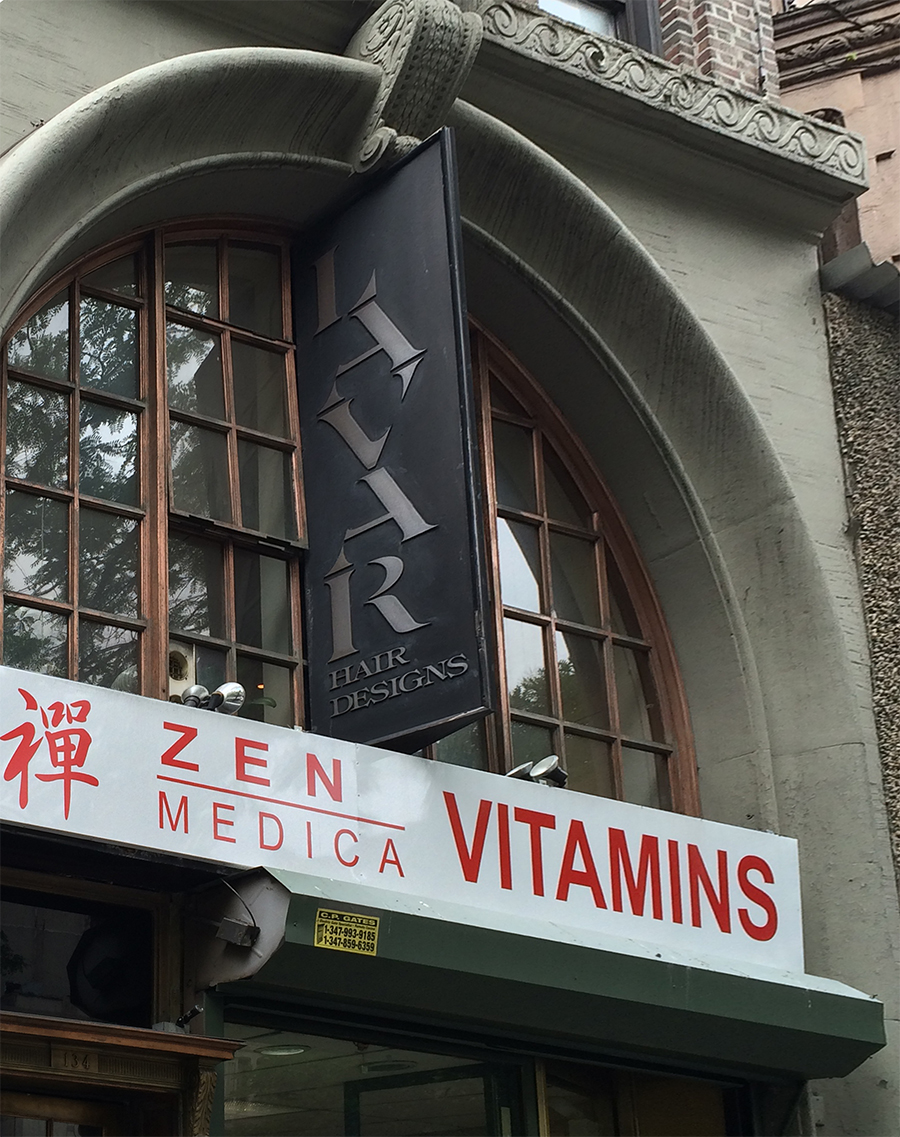 LAVAR
HAIR
DESIGNS
禪
ZEN
MEDICA
VITAMINS
C.P. GATES
1-347-993-9185
1-347-859-6359
134